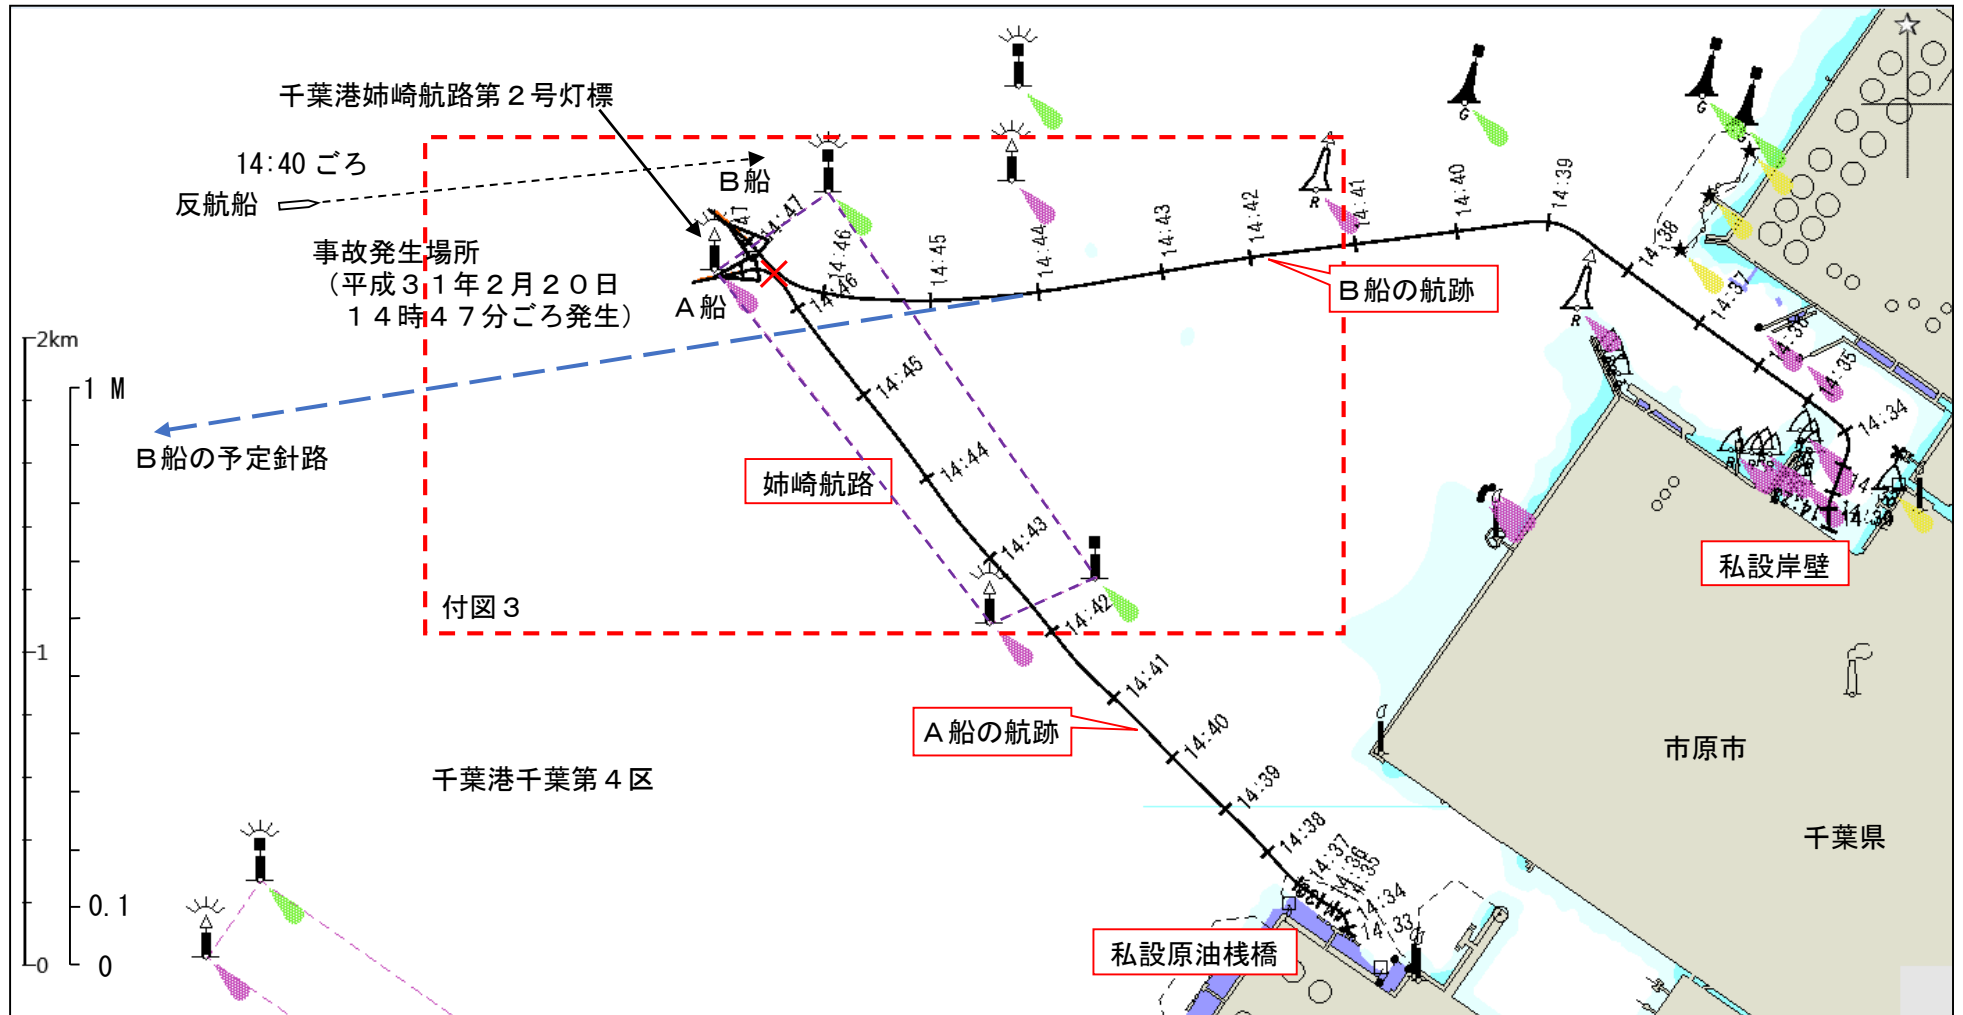 千葉港姉崎航路第２号灯標
14:40 ごろ
反航船
Ｂ船
事故発生場所
（平成３１年２月２０日
１４時４７分ごろ発生）
Ａ船
14:47
14:46
14:45
14:44
14:43
14:42
14:41
14:40
14:39
14:38
14:37
14:35
14:34
Ｂ船の航跡
Ｂ船の予定針路
14:46
14:45
14:44
14:43
14:42
14:41
14:40
14:39
14:38
14:37
14:34
姉崎航路
付図３
Ａ船の航跡
千葉港千葉第４区
私設岸壁
市原市
千葉県
私設原油桟橋
2km
1
0
1 M
0.1
0
G
G
R
R